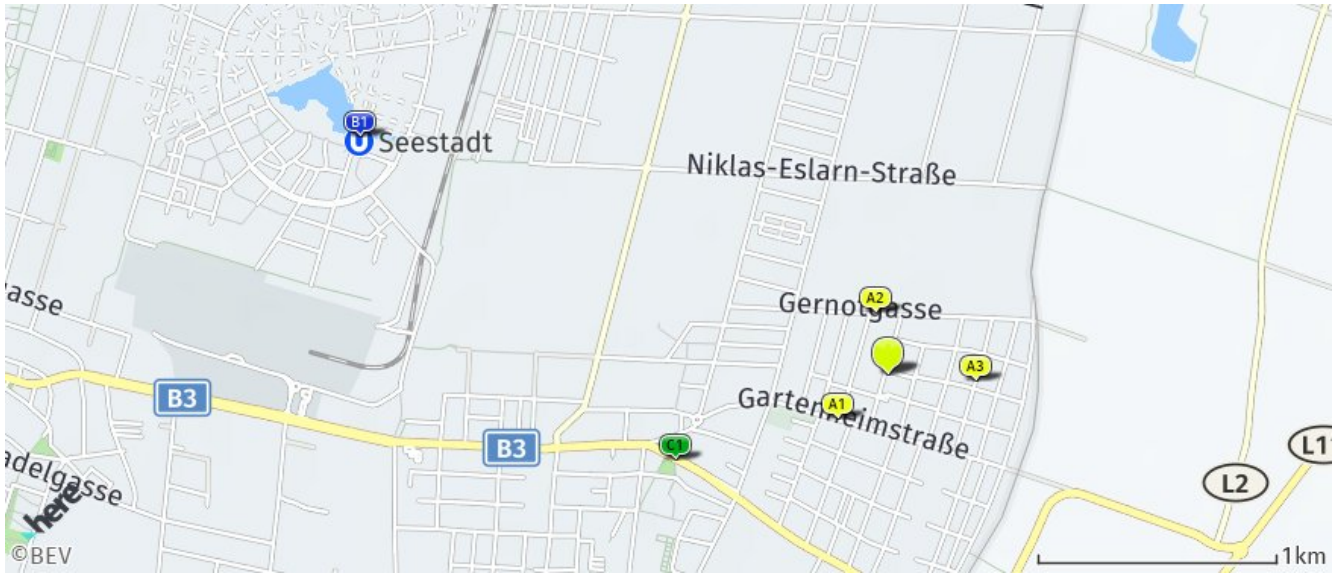 B1
U Seestadt
Niklas-Eslarn-Straße
A2
Gernotgasse
asse
A3
B3
A1
Gartenheimstraße
C1
B3
L11
adelgasse
L2
here
©BEV
1km